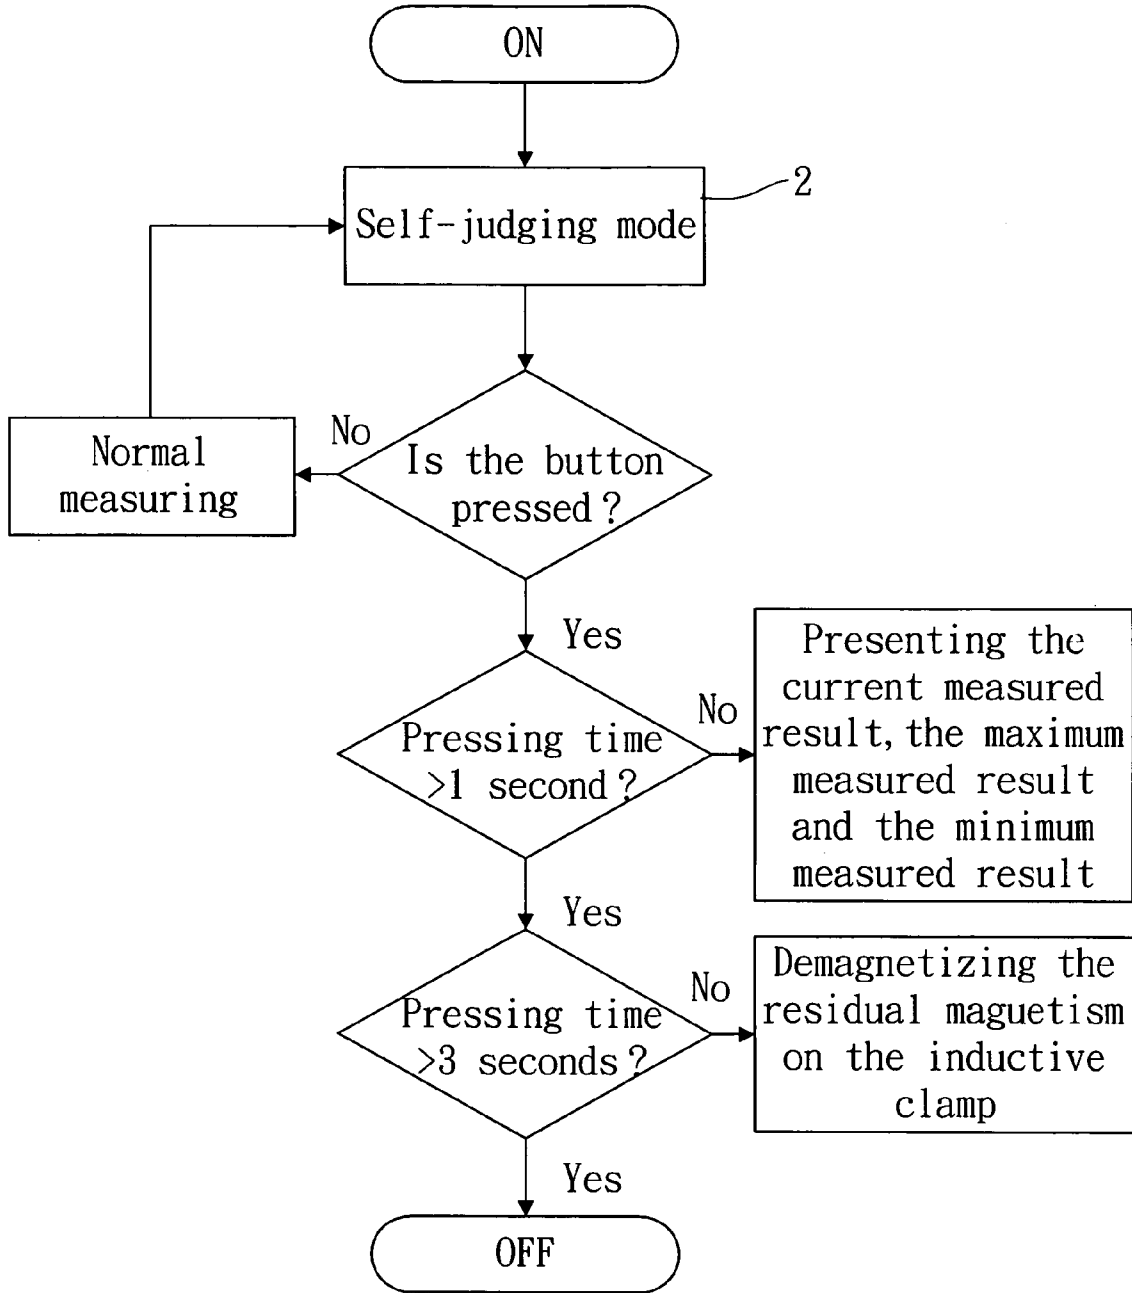 ON
2
Self-judging mode
No
Normal
measuring
Is the button
pressed?
Yes
Pressing time
>1 second?
No
Presenting the
current measured
result, the maximum
measured result
and the minimum
measured result
Yes
Pressing time
>3 seconds?
No
Demagnetizing the
residual maguetism
on the inductive
clamp
Yes
OFF